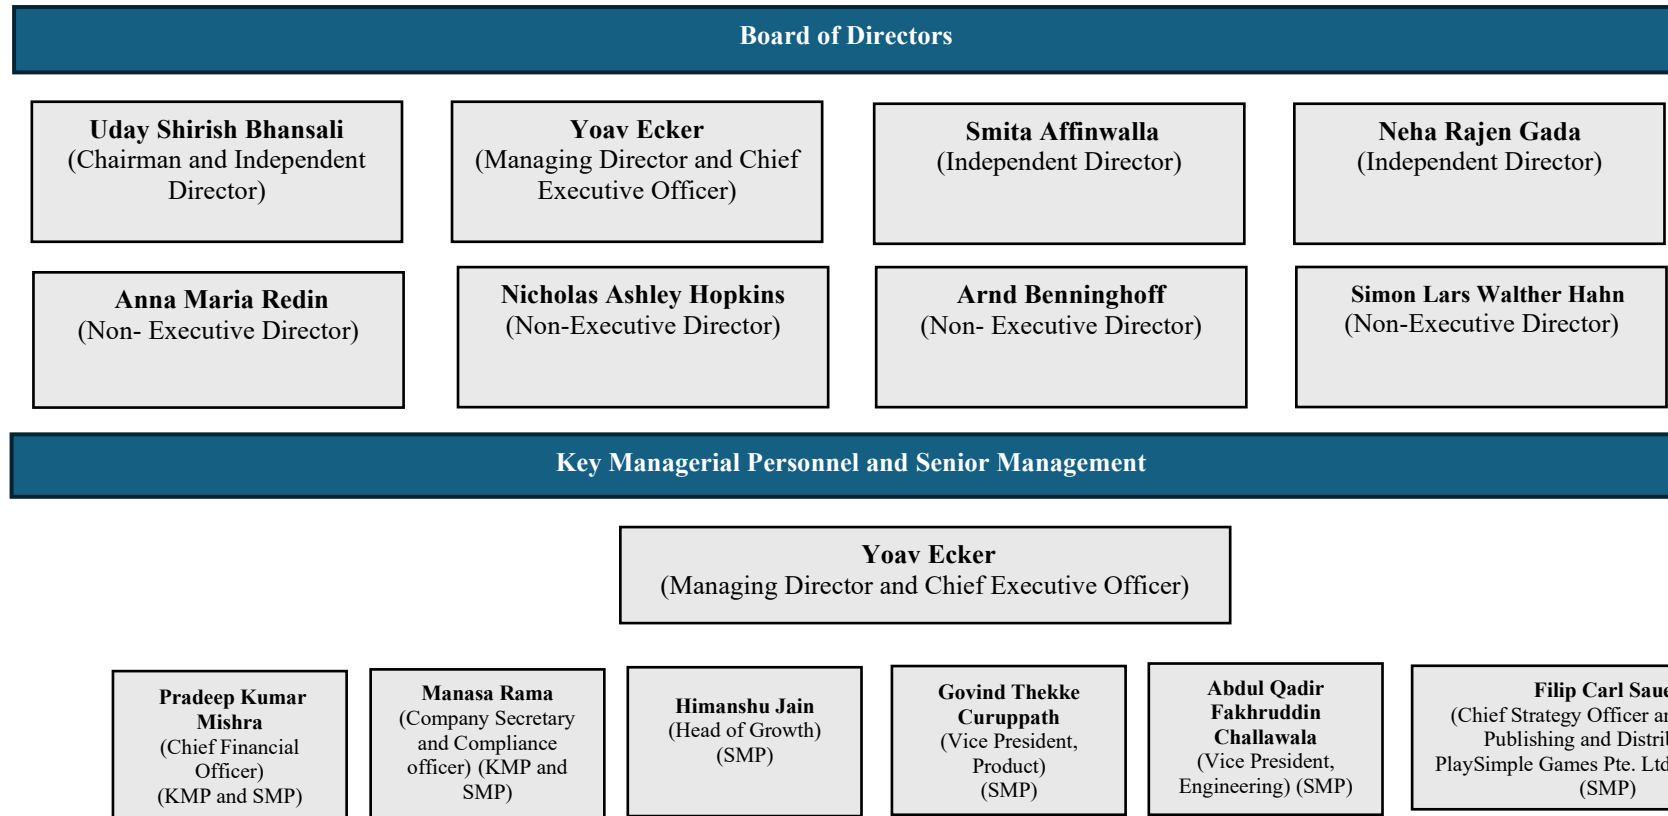 Board of Directors
Uday Shirish Bhansali
(Chairman and Independent
Director)
Yoav Ecker
(Managing Director and Chief
Executive Officer)
Smita Affinwalla
(Independent Director)
Neha Rajen Gada
(Independent Director)
Anna Maria Redin
(Non- Executive Director)
Nicholas Ashley Hopkins
(Non-Executive Director)
Arnd Benninghoff
(Non- Executive Director)
Simon Lars Walther Hahn
(Non-Executive Director)
Key Managerial Personnel and Senior Management
Yoav Ecker
(Managing Director and Chief Executive Officer)
Pradeep Kumar
Mishra
(Chief Financial
Officer)
(KMP and SMP)
Manasa Rama
(Company Secretary
and Compliance
officer) (KMP and
SMP)
Himanshu Jain
(Head of Growth)
(SMP)
Govind Thekke
Curuppath
(Vice President,
Product)
(SMP)
Abdul Qadir
Fakhruddin
Challawala
(Vice President,
Engineering) (SMP)
Filip Carl
(Chief Strategy Officer
Publishing and
PlaySimple Games Pte.
(SMP)